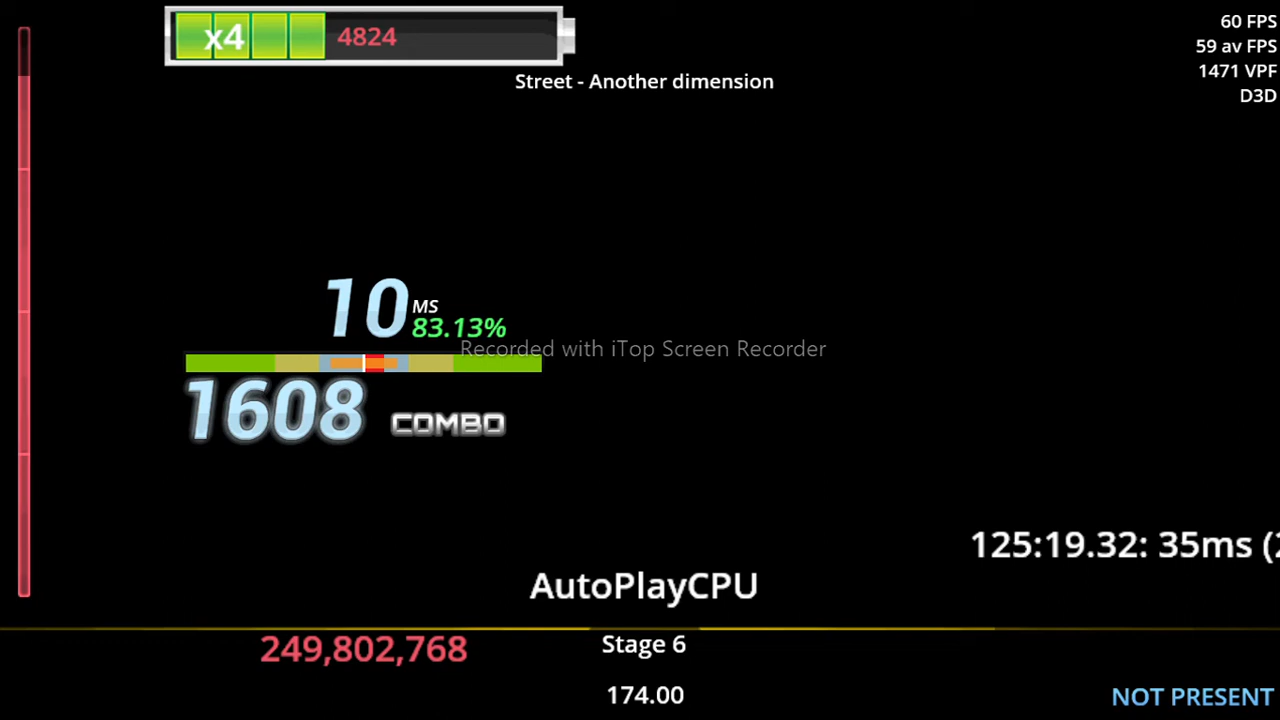 x4 4824
60 FPS
59 av FPS
1471 VPF
D3D
Street - Another dimension
10 MS
83.13%
Recorded with iTop Screen Recorder
1608 COMBO
125:19.32: 35ms (
AutoPlayCPU
249,802,768
Stage 6
174.00
NOT PRESENT